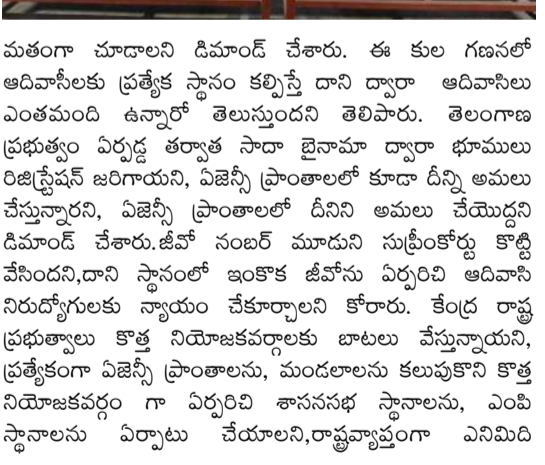 మతంగా చూడాలని డిమాండ్ చేశారు. ఈ కుల గణనలో
ఆదివాసీలకు ప్రత్యేక స్థానం కల్పిస్తే దాని ద్వారా ఆదివాసిలు
ఎంతమంది ఉన్నారో తెలుస్తుందని తెలిపారు. తెలంగాణ
ప్రభుత్వం ఏర్పడ్డ తర్వాత సాదా బైనామా ద్వారా భూములు
రిజిస్ట్రేషన్ జరిగాయని, ఏజెన్సీ ప్రాంతాలలో కూడా దీన్ని అమలు
చేస్తున్నారని, ఏజెన్సీ ప్రాంతాలలో దీనిని అమలు చేయొద్దని
డిమాండ్ చేశారు.జీవో నంబర్ మూడుని సుప్రీంకోర్టు కొట్టి
వేసిందని,దాని స్థానంలో ఇంకొక జీవోను ఏర్పరిచి ఆదివాసి
నిరుద్యోగులకు న్యాయం చేకూర్చాలని కోరారు. కేంద్ర రాష్ట్ర
ప్రభుత్వాలు కొత్త నియోజకవర్గాలకు బాటలు వేస్తున్నాయని,
ప్రత్యేకంగా ఏజెన్సీ ప్రాంతాలను, మండలాలను కలుపుకొని కొత్త
నియోజకవర్గం గా ఏర్పరిచి శాసనసభ స్థానాలను, ఎంపి
స్థానాలను ఏర్పాటు చేయాలని,రాష్ట్రవ్యాప్తంగా ఎనిమిది